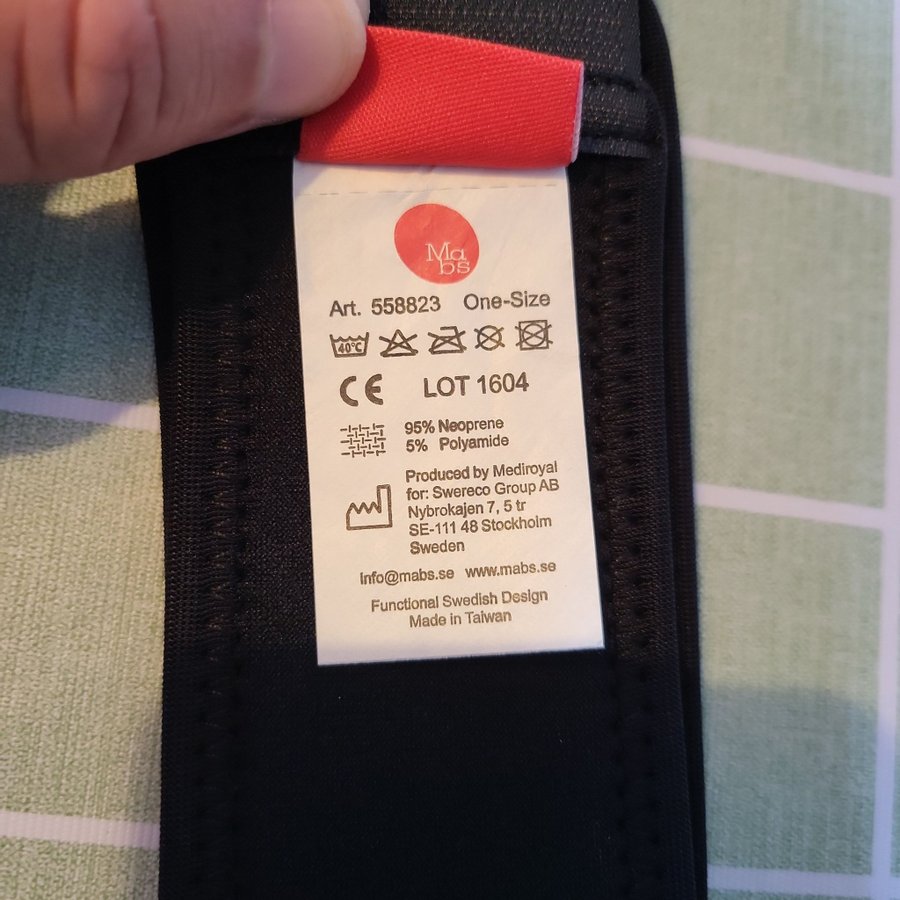 Ma
bs
Art. 558823 One-Size
40°C
CE LOT 1604
95% Neoprene
5% Polyamide
Produced by Mediroyal
for: Swereco Group AB
Nybrokajen 7, 5 tr
SE-111 48 Stockholm
Sweden
Info@mabs.se www.mabs.se
Functional Swedish Design
Made in Taiwan